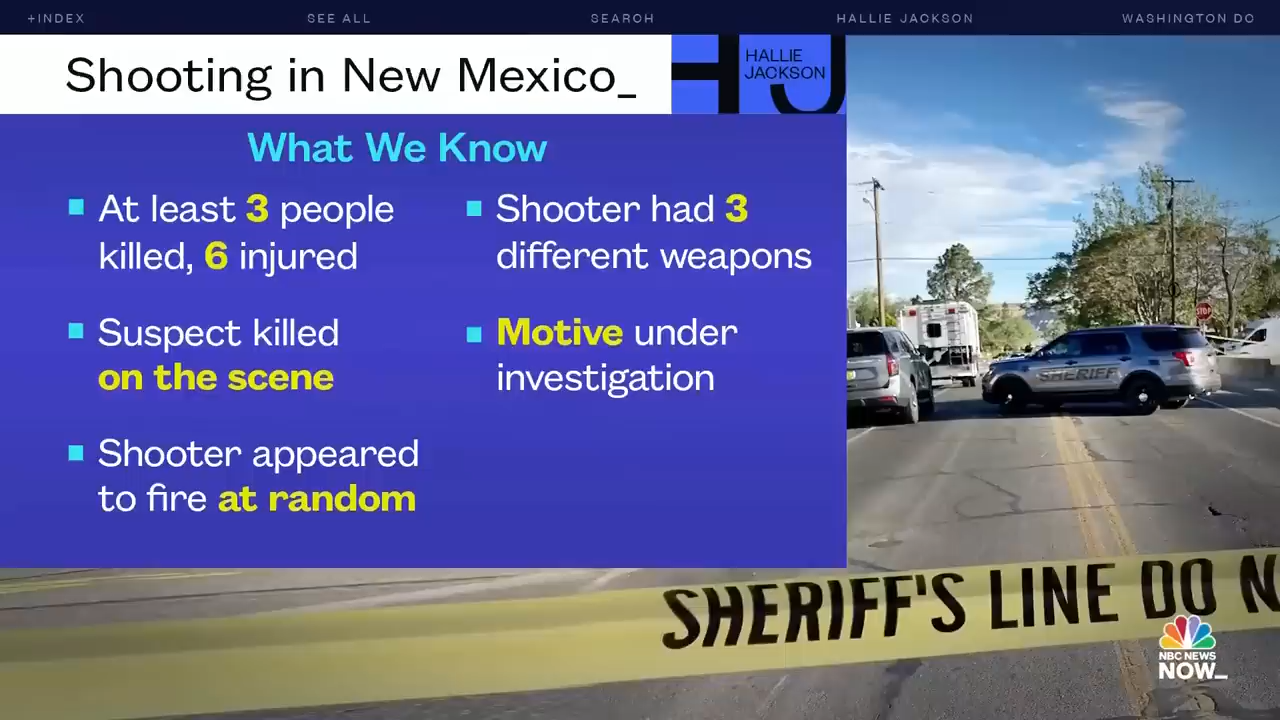 +INDEX
SEE ALL
SEARCH
HALLIE JACKSON
WASHINGTON DC
Shooting in New Mexico_
HJ
HALLIE
JACKSON
What We Know
At least 3 people
killed, 6 injured
Suspect killed
on the scene
Shooter appeared
to fire at random
Shooter had 3
different weapons
Motive under
investigation
STOP
SHERIFF
SHERIFF'S LINE DO N
NBC NEWS
NOW_